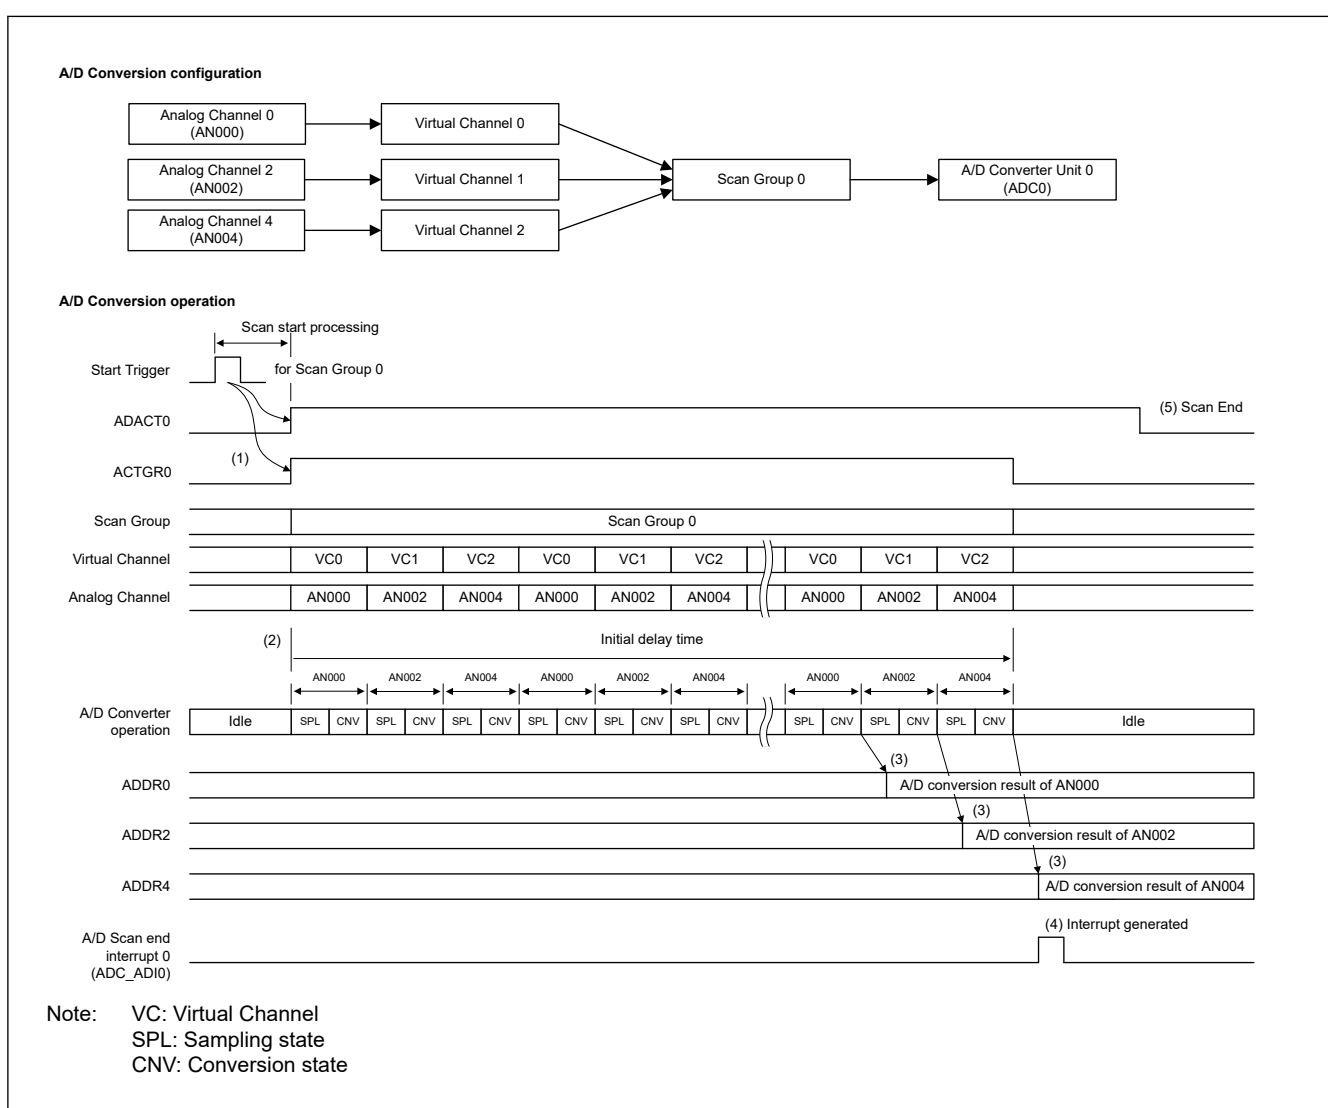 A/D Conversion configuration
Analog Channel 0
(AN000)
Virtual Channel 0
Analog Channel 2
(AN002)
Virtual Channel 1
Scan Group 0
A/D Converter Unit 0
(ADC0)
Analog Channel 4
(AN004)
Virtual Channel 2
A/D Conversion operation
Scan start processing
Start Trigger
for Scan Group 0
ADACT0
(5) Scan End
(1)
ACTGR0
Scan Group
Scan Group 0
Virtual Channel
VC0 VC1 VC2 VC0 VC1 VC2 VC0 VC1 VC2
Analog Channel
AN000 AN002 AN004 AN000 AN002 AN004 AN000 AN002 AN004
(2)
Initial delay time
AN000 AN002 AN004 AN000 AN002 AN004 AN000 AN002 AN004
A/D Converter
operation
Idle SPL CNV SPL CNV SPL CNV SPL CNV SPL CNV SPL CNV SPL CNV SPL CNV SPL CNV Idle
(3)
ADDR0
A/D conversion result of AN000
(3)
ADDR2
A/D conversion result of AN002
(3)
ADDR4
A/D conversion result of AN004
(4) Interrupt generated
A/D Scan end
interrupt 0
(ADC_ADI0)
Note: VC: Virtual Channel
SPL: Sampling state
CNV: Conversion state